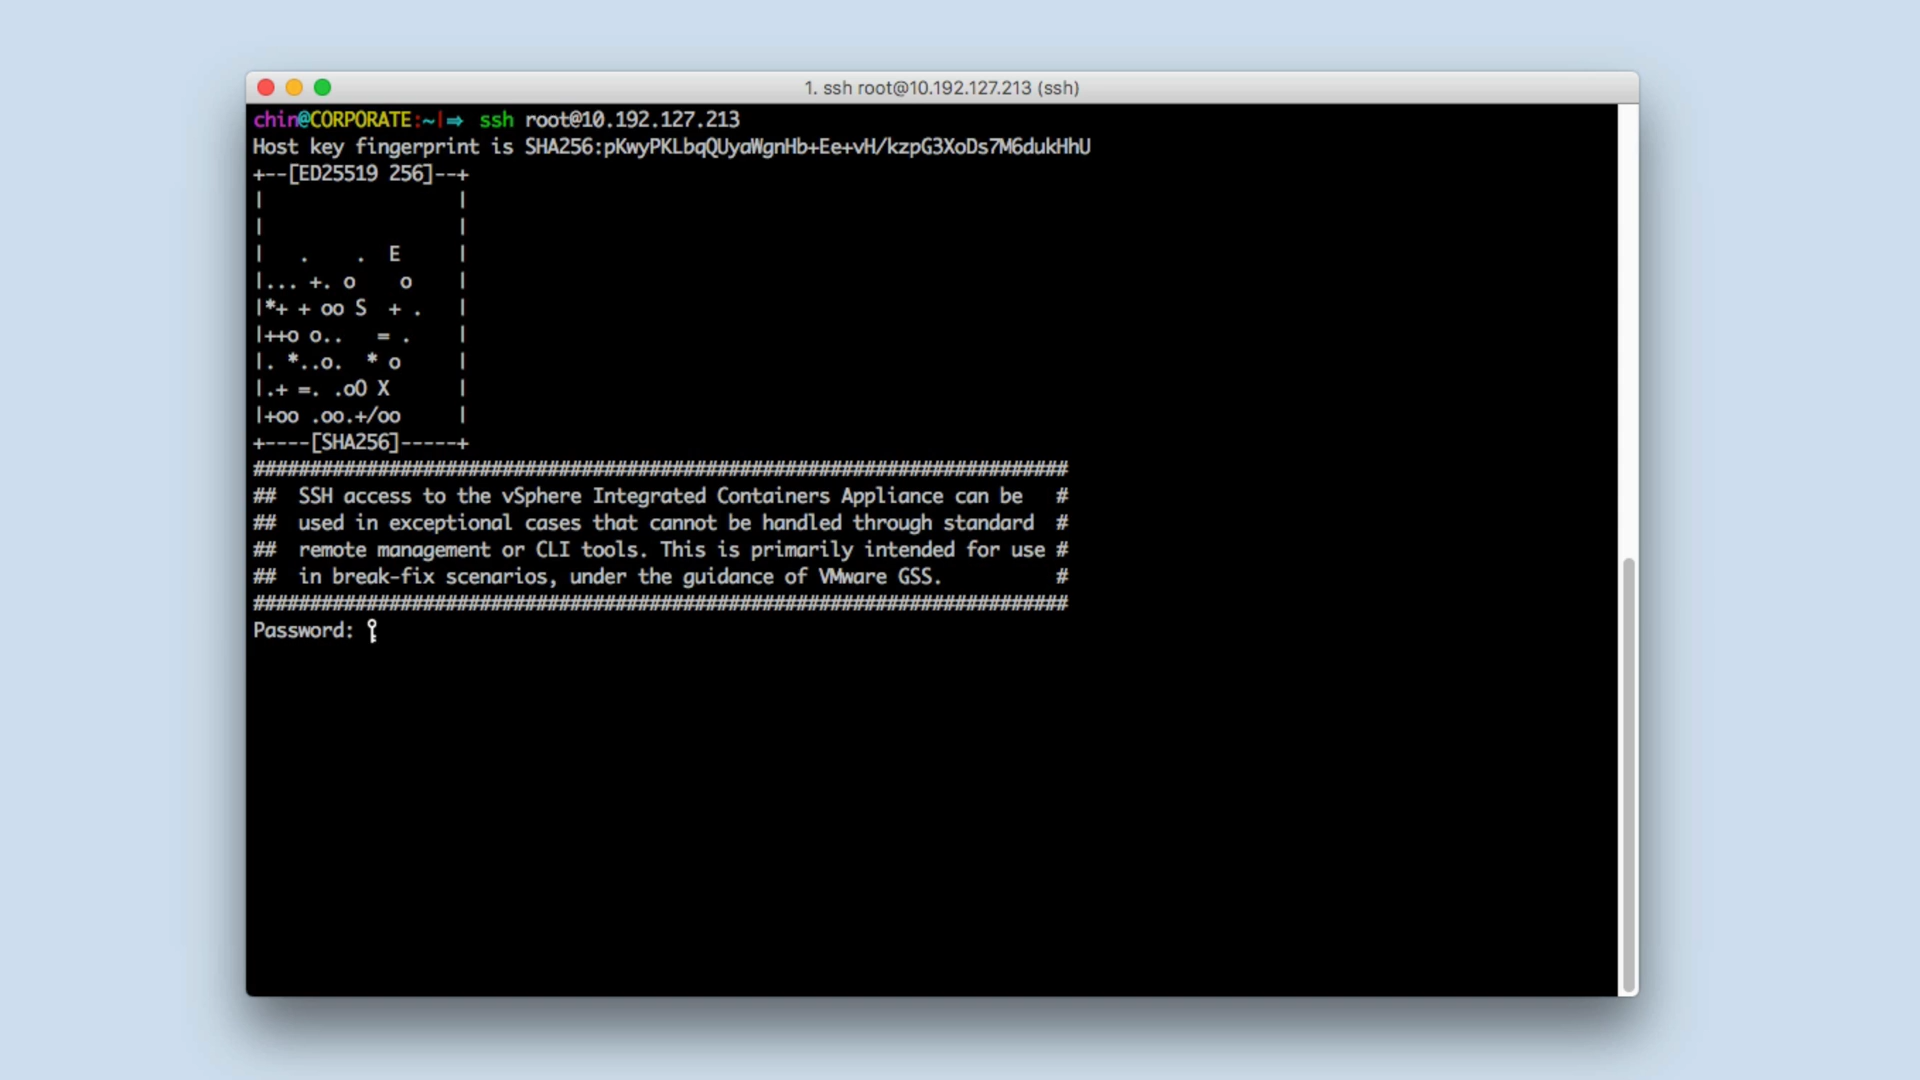 1. ssh root@10.192.127.213 (ssh)
chin@CORPORATE:~|⇒ ssh root@10.192.127.213
Host key fingerprint is SHA256:pKwyPKLbqQUyaWgnHb+Ee+vH/kzpG3XoDs7M6dukHhU
+--[ED25519 256]--+
|                 |
|                 |
|   .    .  E     |
|... +. o    o    |
|*+ + oo S  + .   |
|++o o..   = .    |
|. *..o.  * o     |
|.+ =. .oO X      |
|+oo .oo.+/oo     |
+----[SHA256]-----+
########################################################################
##  SSH access to the vSphere Integrated Containers Appliance can be   #
##  used in exceptional cases that cannot be handled through standard  #
##  remote management or CLI tools. This is primarily intended for use #
##  in break-fix scenarios, under the guidance of VMware GSS.          #
########################################################################
Password: